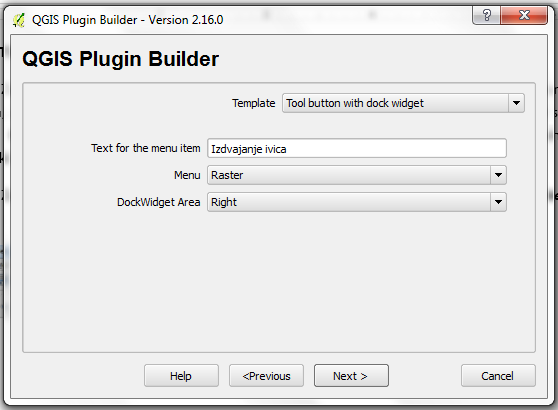 QGIS Plugin Builder - Version 2.16.0
QGIS Plugin Builder
Template Tool button with dock widget
Text for the menu item Izdvajanje ivica
Menu Raster
DockWidget Area Right
Help <Previous Next > Cancel